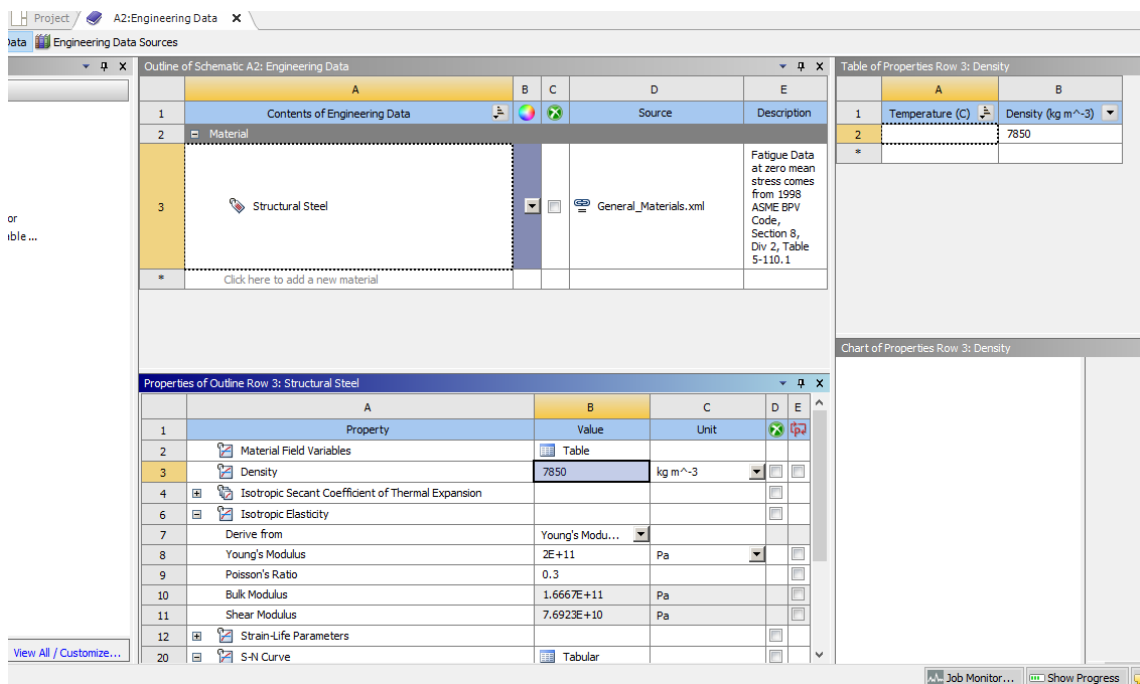 Project A2:Engineering Data X
Data Engineering Data Sources
Outline of Schematic A2: Engineering Data
A B C D E
1 Contents of Engineering Data Source Description
2 Material
3 Structural Steel General_Materials.xml
Fatigue Data
at zero mean
stress comes
from 1998
ASME BPV
Code,
Section 8,
Div 2, Table
5-110.1
* Click here to add a new material
or
able ...
View All / Customize...
Table of Properties Row 3: Density
A B
1 Temperature (C) Density (kg m^-3)
2 7850
*
Chart of Properties Row 3: Density
Properties of Outline Row 3: Structural Steel
A B C D E
1 Property Value Unit
2 Material Field Variables Table
3 Density 7850 kg m^-3
4 Isotropic Secant Coefficient of Thermal Expansion
6 Isotropic Elasticity
7 Derive from Young's Modu...
8 Young's Modulus 2E+11 Pa
9 Poisson's Ratio 0.3
10 Bulk Modulus 1.6667E+11 Pa
11 Shear Modulus 7.6923E+10 Pa
12 Strain-Life Parameters
20 S-N Curve Tabular
Job Monitor... Show Progress